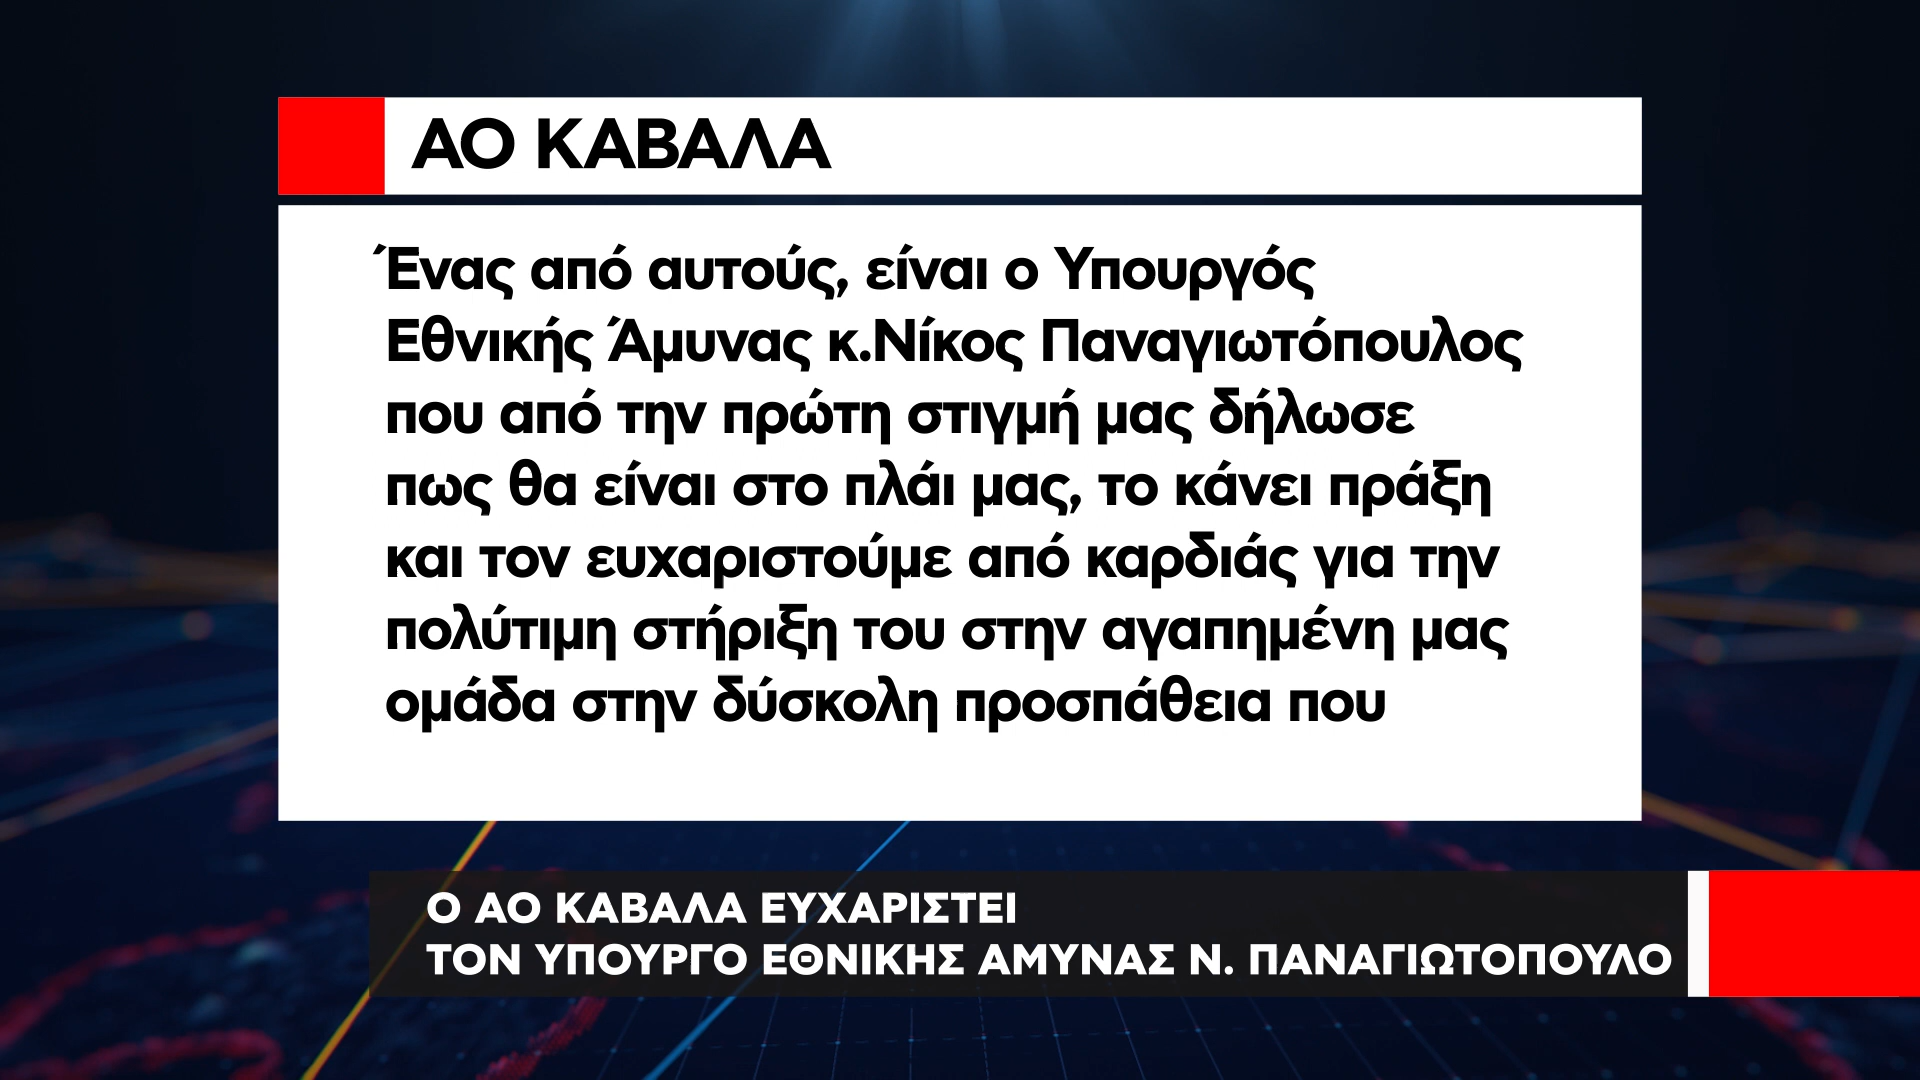 ΑΟ ΚΑΒΑΛΑ
Ένας από αυτούς, είναι ο Υπουργός
Εθνικής Άμυνας κ.Νίκος Παναγιωτόπουλος
που από την πρώτη στιγμή μας δήλωσε
πως θα είναι στο πλάι μας, το κάνει πράξη
και τον ευχαριστούμε από καρδιάς για την
πολύτιμη στήριξη του στην αγαπημένη μας
ομάδα στην δύσκολη προσπάθεια που
Ο ΑΟ ΚΑΒΑΛΑ ΕΥΧΑΡΙΣΤΕΙ
ΤΟΝ ΥΠΟΥΡΓΟ ΕΘΝΙΚΗΣ ΑΜΥΝΑΣ Ν. ΠΑΝΑΓΙΩΤΟΠΟΥΛΟ